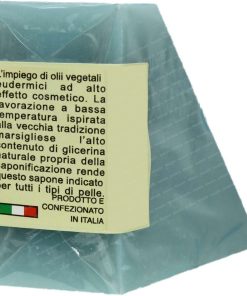 L'impiego di olii vegetali
eudermici ad alto
effetto cosmetico. La
lavorazione a bassa
temperatura ispirata
alla vecchia tradizione
marsigliese l'alto
contenuto di glicerina
naturale propria della
saponificazione rende
questo sapone indicato
per tutti i tipi di pelle.
PRODOTTO E
CONFEZIONATO
IN ITALIA